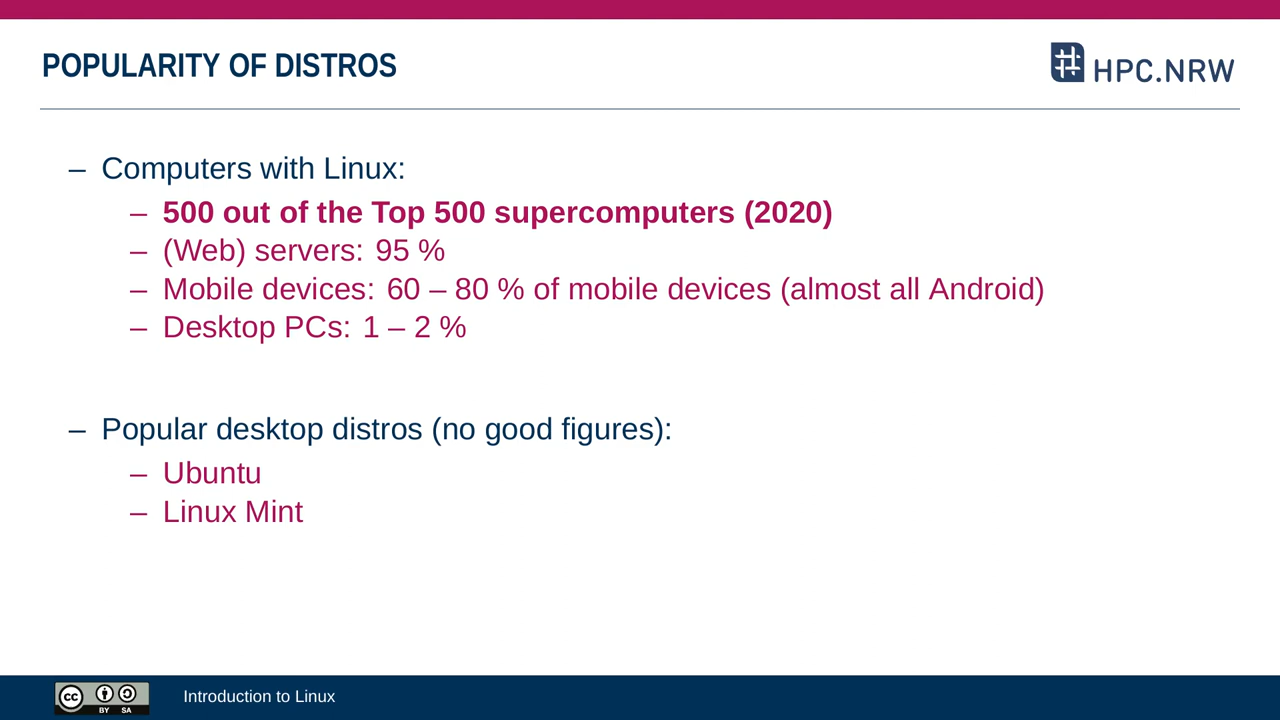 POPULARITY OF DISTROS
HPC.NRW
– Computers with Linux:
– 500 out of the Top 500 supercomputers (2020)
– (Web) servers: 95 %
– Mobile devices: 60 – 80 % of mobile devices (almost all Android)
– Desktop PCs: 1 – 2 %
– Popular desktop distros (no good figures):
– Ubuntu
– Linux Mint
cc BY SA
Introduction to Linux